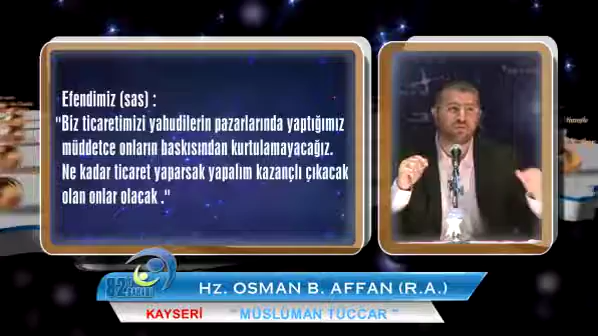 Efendimiz (sas) :
"Biz ticaretimizi yahudilerin pazarlarında yaptığımız
müddetce onların baskısından kurtulamayacağız.
Ne kadar ticaret yaparsak yapalım kazançlı çıkacak
olan onlar olacak ."
Hz. OSMAN B. AFFAN (R.A.)
KAYSERİ " MÜSLÜMAN TÜCCAR "